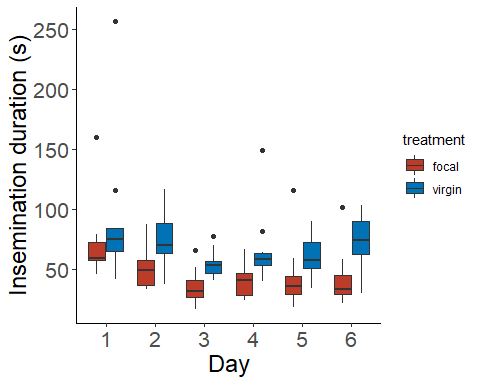 Insemination duration (s)
250
200
150
100
50
1 2 3 4 5 6
Day
treatment
focal
virgin